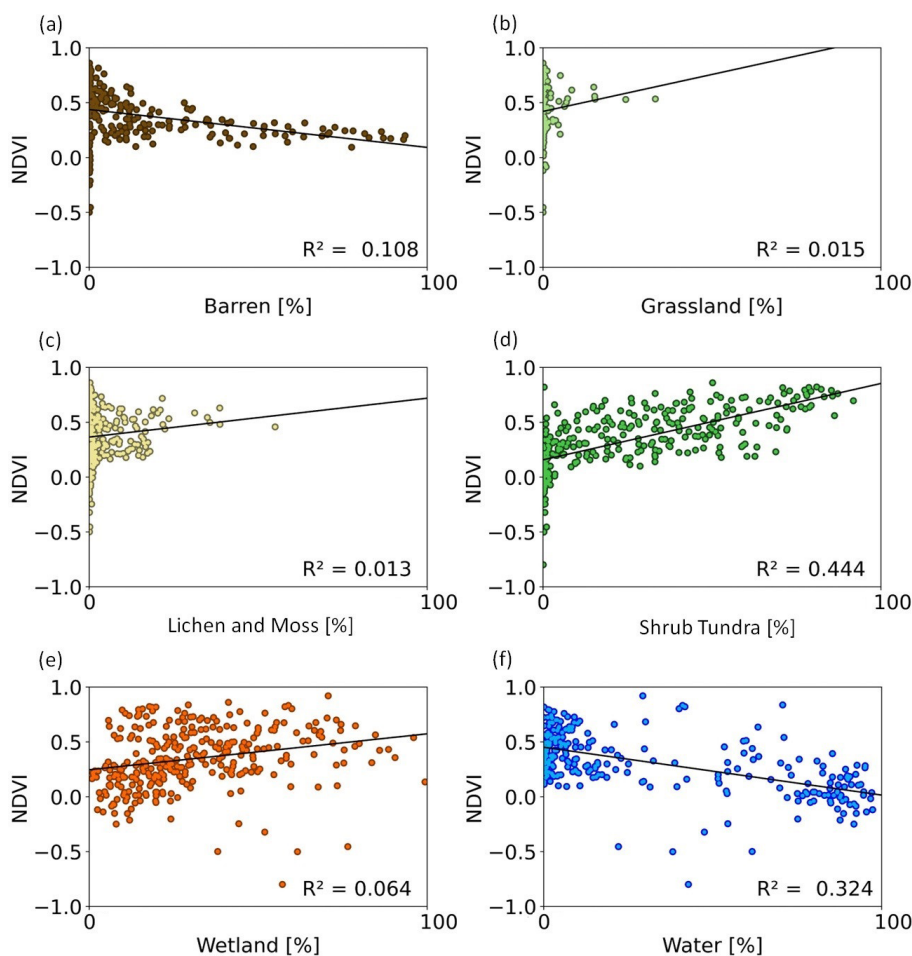 (a)
1.0
0.5
0.0
−0.5
−1.0
NDVI
R² = 0.108
0
100
Barren [%]
(b)
1.0
0.5
0.0
−0.5
−1.0
NDVI
R² = 0.015
0
100
Grassland [%]
(c)
1.0
0.5
0.0
−0.5
−1.0
NDVI
R² = 0.013
0
100
Lichen and Moss [%]
(d)
1.0
0.5
0.0
−0.5
−1.0
NDVI
R² = 0.444
0
100
Shrub Tundra [%]
(e)
1.0
0.5
0.0
−0.5
−1.0
NDVI
R² = 0.064
0
100
Wetland [%]
(f)
1.0
0.5
0.0
−0.5
−1.0
NDVI
R² = 0.324
0
100
Water [%]